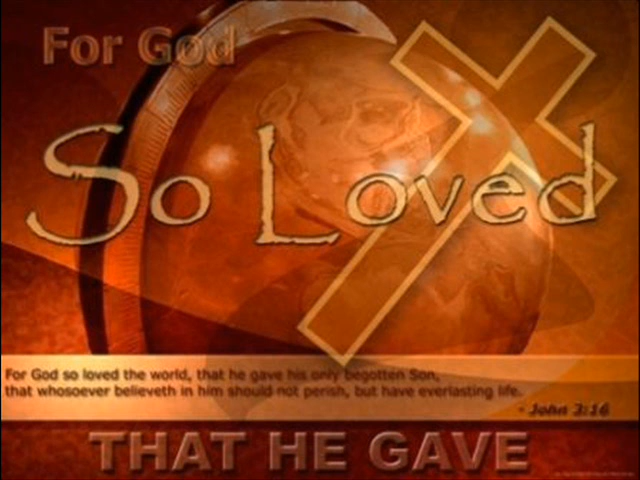 For God
So Loved
For God so loved the world, that he gave his only begotten Son,
that whosoever believeth in him should not perish, but have everlasting life.
- John 3:16
THAT HE GAVE